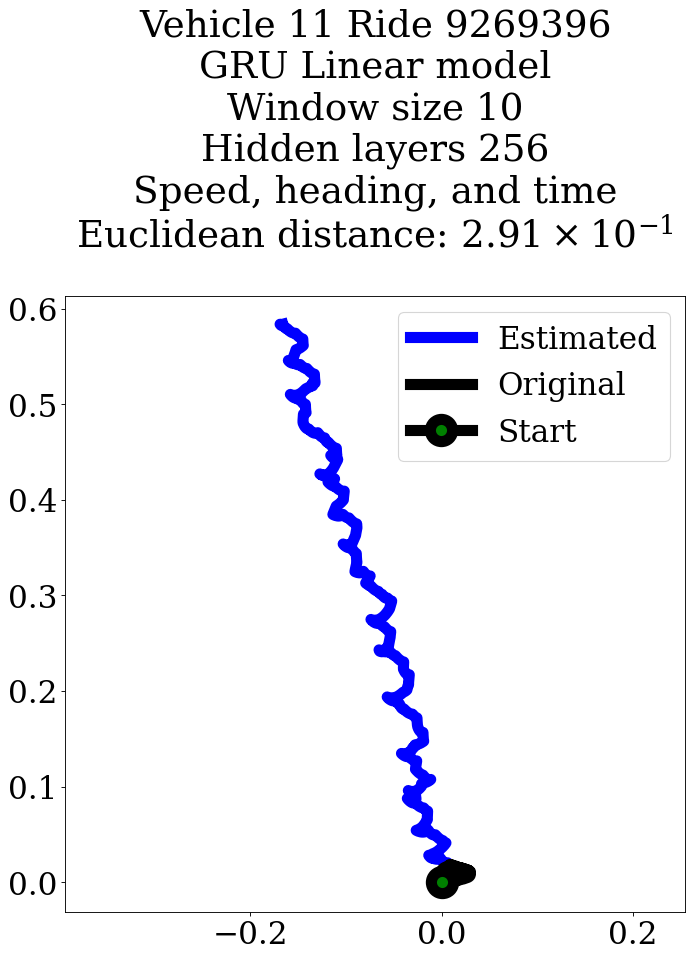 Vehicle 11 Ride 9269396
GRU Linear model
Window size 10
Hidden layers 256
Speed, heading, and time
Euclidean distance: 2.91 × 10⁻¹
0.6
Estimated
0.5
Original
Start
0.4
0.3
0.2
0.1
0.0
−0.2 0.0 0.2